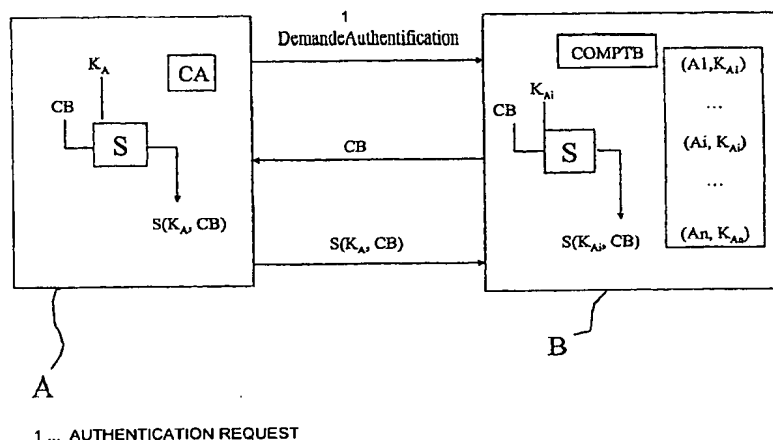 1
DemandeAuthentification
K_A
CA
CB
S
S(K_A, CB)
CB
S(K_A, CB)
COMPTB
K_Ai
CB
S
S(K_Ai, CB)
(A1,K_A1)
...
(Ai, K_Ai)
...
(An, K_An)
A
B
1 ... AUTHENTICATION REQUEST